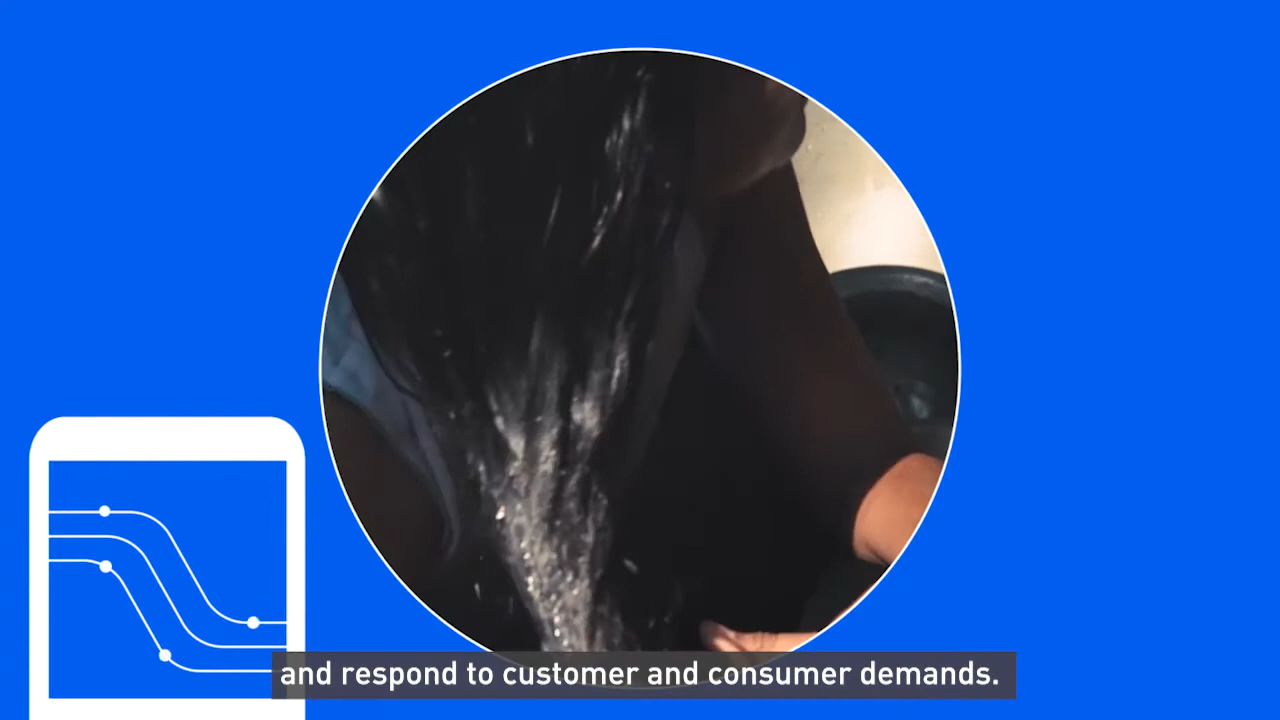 and respond to customer and consumer demands.